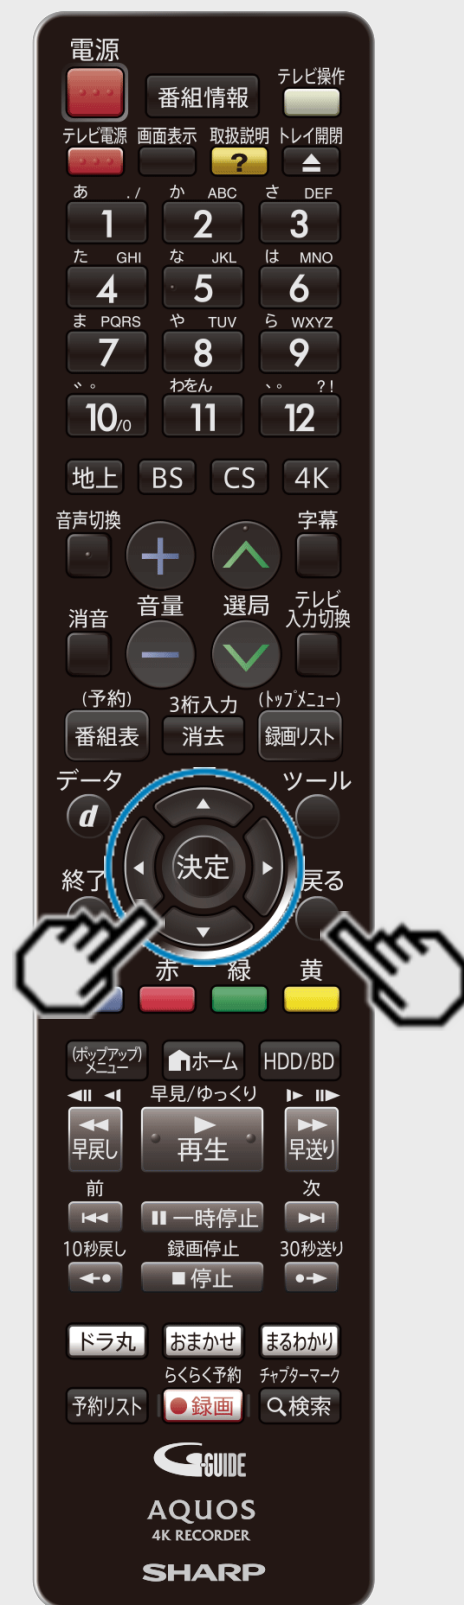 電源
番組情報
テレビ操作
テレビ電源 画面表示 取扱説明 トレイ開閉
?
あ ./ か ABC さ DEF
1 2 3
た GHI な JKL は MNO
4 5 6
ま PQRS や TUV ら WXYZ
7 8 9
゛゜ わをん 、。 ?!
10/0 11 12
地上 BS CS 4K
音声切換 字幕
+
音量 選局
消音 テレビ
入力切換
−
(予約) 3桁入力 (トップメニュー)
番組表 消去 録画リスト
データ ツール
d
決定
終了 戻る
赤 緑 黄
(ポップアップ)
メニュー ホーム HDD/BD
早見/ゆっくり
早戻し 再生 早送り
前 次
一時停止
10秒戻し 録画停止 30秒送り
停止
ドラ丸 おまかせ まるわかり
らくらく予約 チャプターマーク
予約リスト 録画 検索
G-GUIDE
AQUOS
4K RECORDER
SHARP